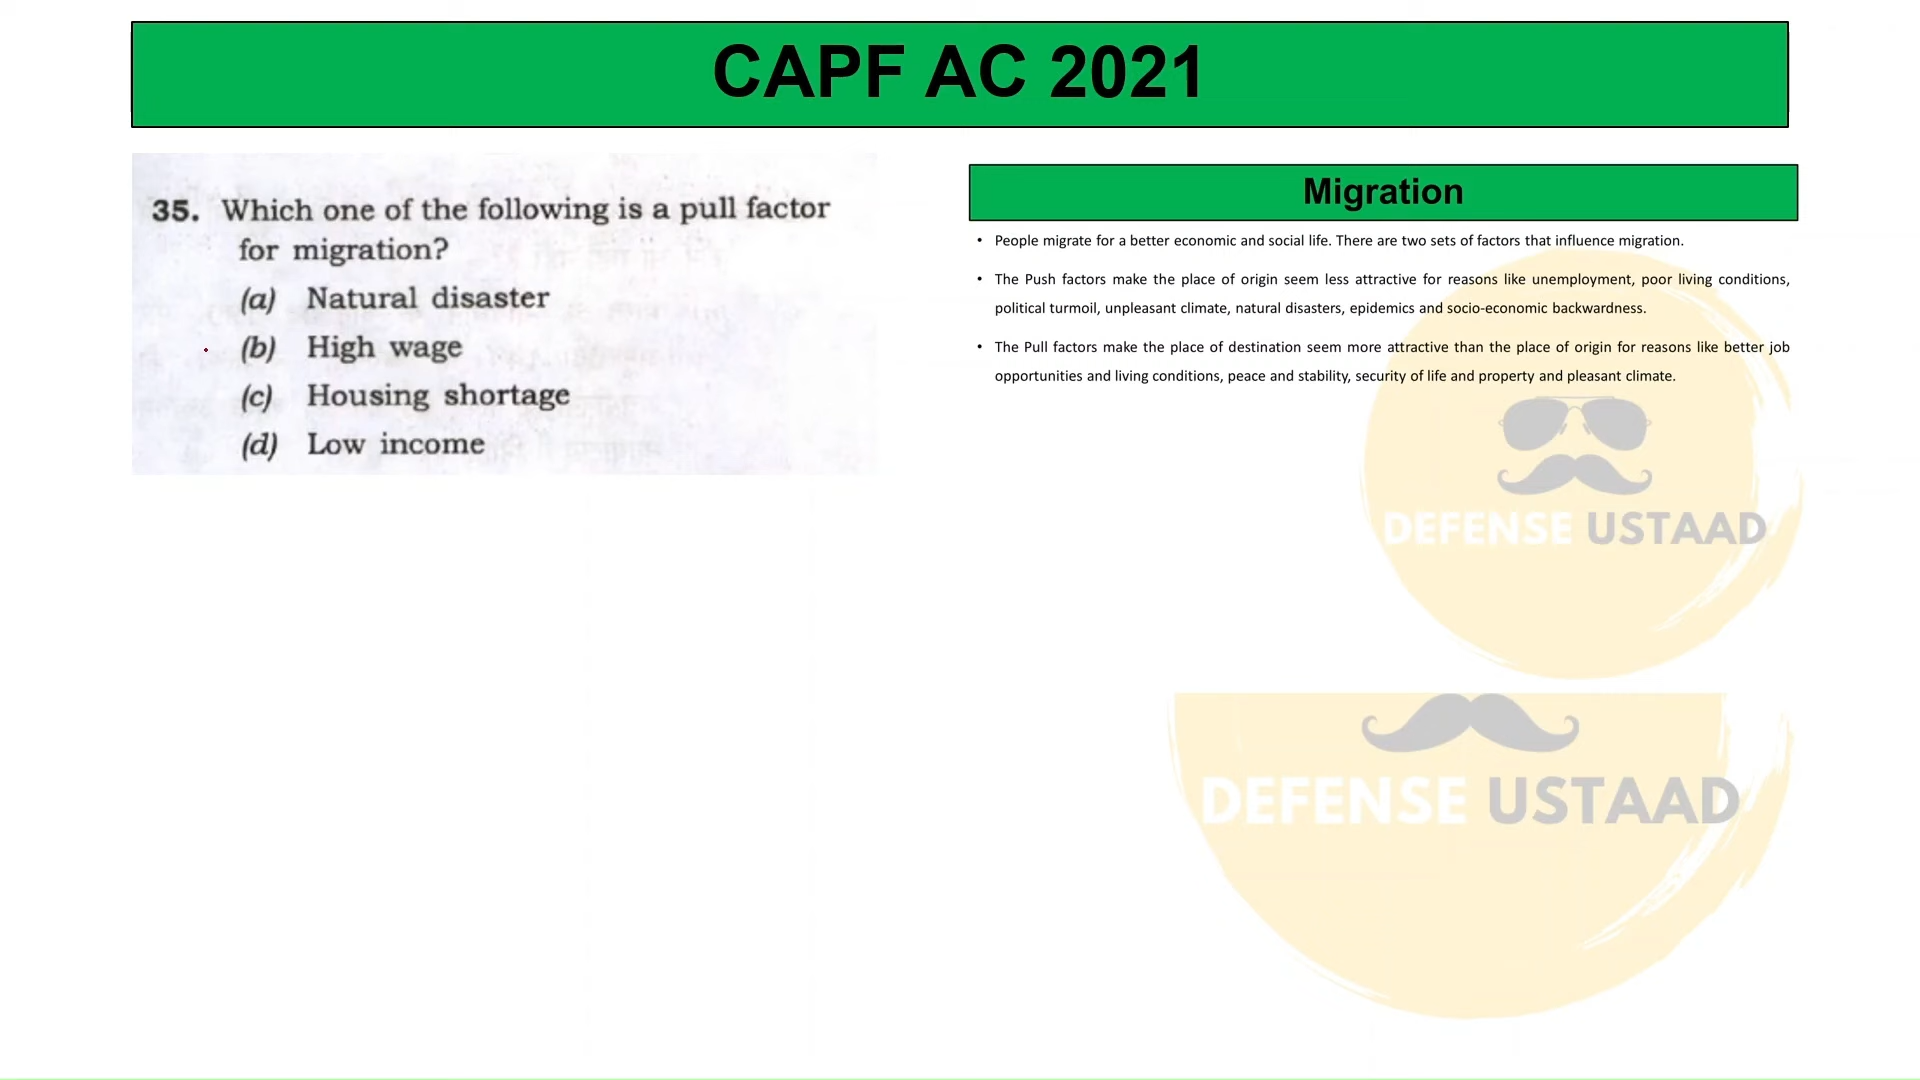 CAPF AC 2021
35. Which one of the following is a pull factor
for migration?
(a) Natural disaster
(b) High wage
(c) Housing shortage
(d) Low income
Migration
• People migrate for a better economic and social life. There are two sets of factors that influence migration.
• The Push factors make the place of origin seem less attractive for reasons like unemployment, poor living conditions,
political turmoil, unpleasant climate, natural disasters, epidemics and socio-economic backwardness.
• The Pull factors make the place of destination seem more attractive than the place of origin for reasons like better job
opportunities and living conditions, peace and stability, security of life and property and pleasant climate.
DEFENSE USTAAD
DEFENSE USTAAD